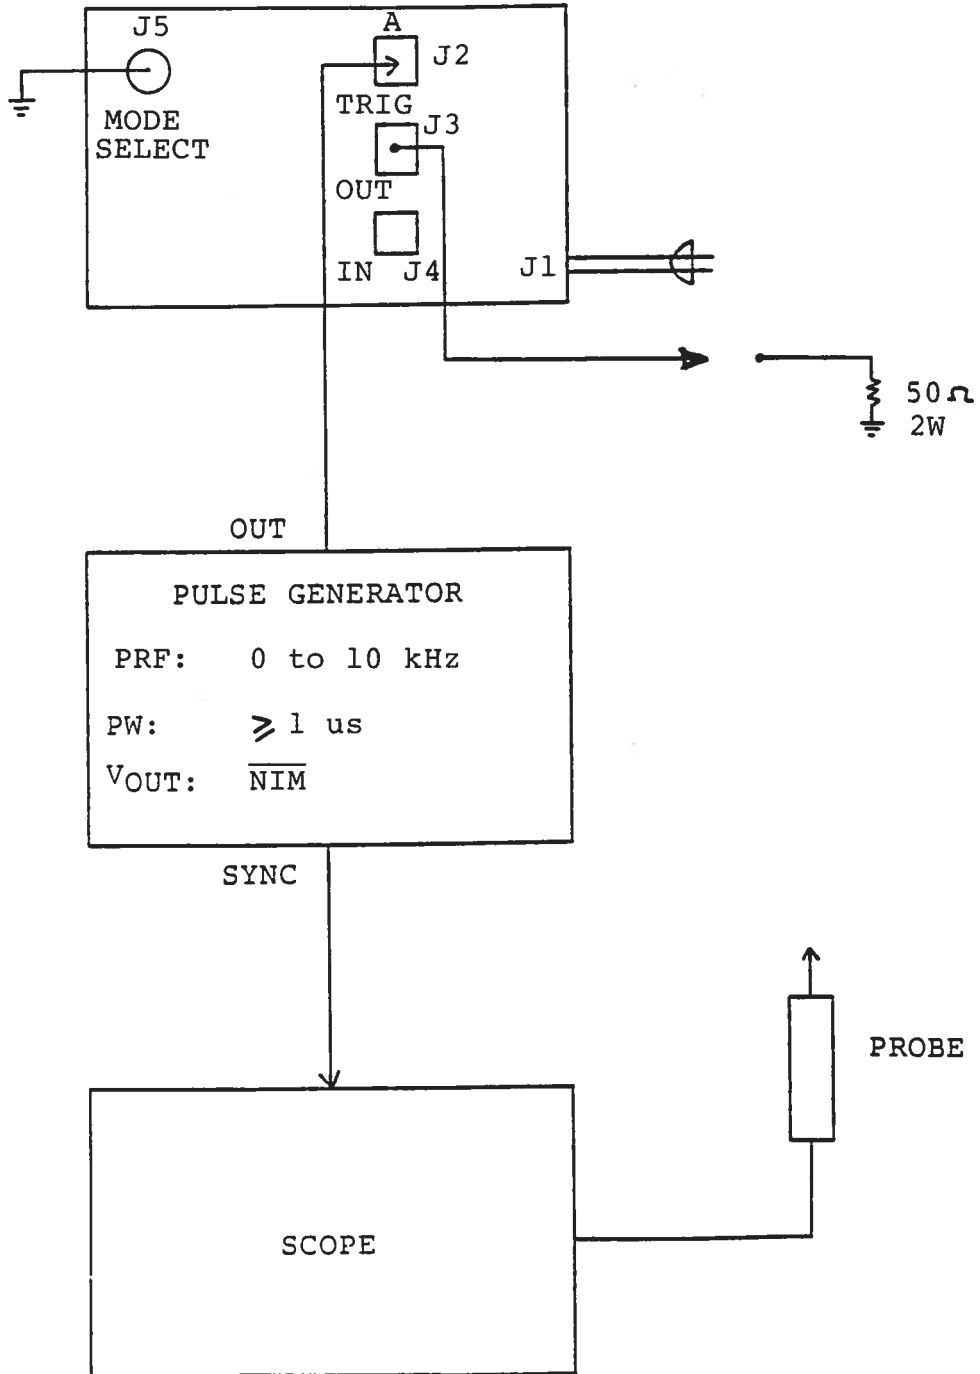 J5
A
J2
TRIG
MODE
SELECT
J3
OUT
IN J4
J1
50Ω
2W
OUT
PULSE GENERATOR
PRF: 0 to 10 kHz
PW: ⩾ 1 us
VOUT: N̅I̅M̅
SYNC
PROBE
SCOPE